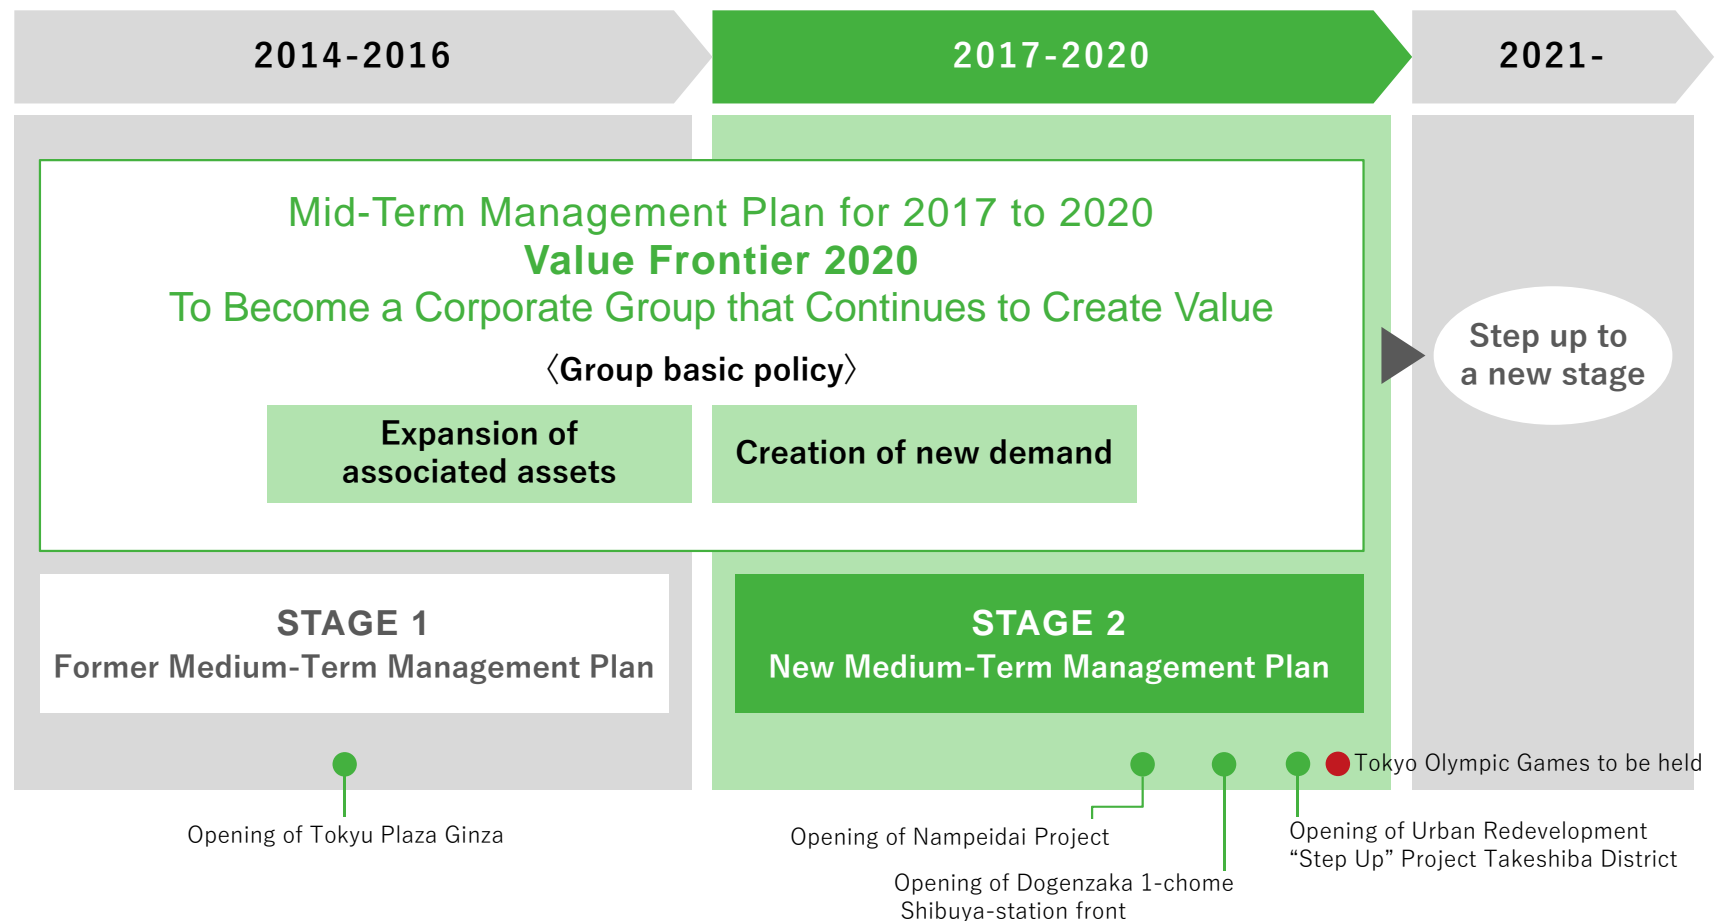 2014-2016
2017-2020
2021-
Mid-Term Management Plan for 2017 to 2020
Value Frontier 2020
To Become a Corporate Group that Continues to Create Value
〈Group basic policy〉
Expansion of
associated assets
Creation of new demand
Step up to
a new stage
STAGE 1
Former Medium-Term Management Plan
STAGE 2
New Medium-Term Management Plan
Tokyo Olympic Games to be held
Opening of Tokyu Plaza Ginza
Opening of Nampeidai Project
Opening of Urban Redevelopment
“Step Up” Project Takeshiba District
Opening of Dogenzaka 1-chome
Shibuya-station front